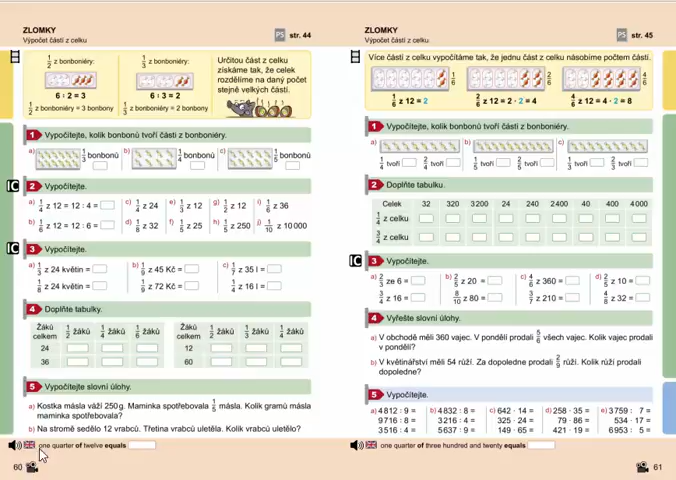 ZLOMKY
Výpočet části z celku
PS str. 44
1/2 z bonboniéry:
6 : 2 = 3
1/2 z bonboniéry = 3 bonbony
1/3 z bonboniéry:
6 : 3 = 2
1/3 z bonboniéry = 2 bonbony
Určitou část z celku
získáme tak, že celek
rozdělíme na daný počet
stejně velkých částí.
1 Vypočítejte, kolik bonbonů tvoří části z bonboniéry.
a) 1/3 bonbonů b) 1/4 bonbonů c) 1/5 bonbonů
IC 2 Vypočítejte.
a) 1/4 z 12 = 12 : 4 = c) 1/4 z 24 e) 1/3 z 12 g) 1/2 z 12 i) 1/6 z 36
b) 1/6 z 12 = 12 : 6 = d) 1/8 z 32 f) 1/5 z 25 h) 1/5 z 250 j) 1/10 z 10 000
IC 3 Vypočítejte.
a) 1/3 z 24 květin = b) 1/9 z 45 Kč = c) 1/7 z 35 l =
1/8 z 24 květin = 1/9 z 72 Kč = 1/4 z 16 l =
4 Doplňte tabulky.
Žáků celkem 1/2 žáků 1/4 žáků 1/6 žáků
24
36
Žáků celkem 1/2 žáků 1/3 žáků 1/4 žáků
12
60
5 Vypočítejte slovní úlohy.
a) Kostka másla váží 250 g. Maminka spotřebovala 1/5 másla. Kolik gramů másla
maminka spotřebovala?
b) Na stromě sedělo 12 vrabců. Třetina vrabců uletěla. Kolik vrabců uletělo?
one quarter of twelve equals
60
ZLOMKY
Výpočet části z celku
PS str. 45
Více částí z celku vypočítáme tak, že jednu část z celku násobíme počtem částí.
1/6 2/6 4/6
1/6 z 12 = 2 2/6 z 12 = 2 · 2 = 4 4/6 z 12 = 4 · 2 = 8
1 Vypočítejte, kolik bonbonů tvoří části z bonboniéry.
a) b) c)
1/4 tvoří 2/4 tvoří 1/5 tvoří 2/5 tvoří 1/3 tvoří 2/3 tvoří
2 Doplňte tabulku.
Celek 32 320 3 200 24 240 2 400 40 400 4 000
1/4 z celku
3/4 z celku
IC 3 Vypočítejte.
a) 2/3 ze 6 = b) 2/5 z 20 = c) 4/6 z 360 = d) 2/5 z 10 =
3/4 z 16 = 8/10 z 80 = 3/7 z 210 = 4/8 z 32 =
4 Vyřešte slovní úlohy.
a) V obchodě měli 360 vajec. V pondělí prodali 5/6 všech vajec. Kolik vajec prodali
v pondělí?
b) V květinářství měli 54 růží. Za dopoledne prodali 2/9 růží. Kolik růží prodali
dopoledne?
5 Vypočítejte.
a) 4 812 : 9 = b) 4 832 : 8 = c) 642 · 14 = d) 258 · 35 = e) 3 759 : 7 =
9 716 : 8 = 3 216 : 4 = 325 · 24 = 79 · 86 = 534 · 17 =
3 516 : 4 = 5 637 : 9 = 149 · 65 = 421 · 19 = 6 953 : 5 =
one quarter of three hundred and twenty equals
61